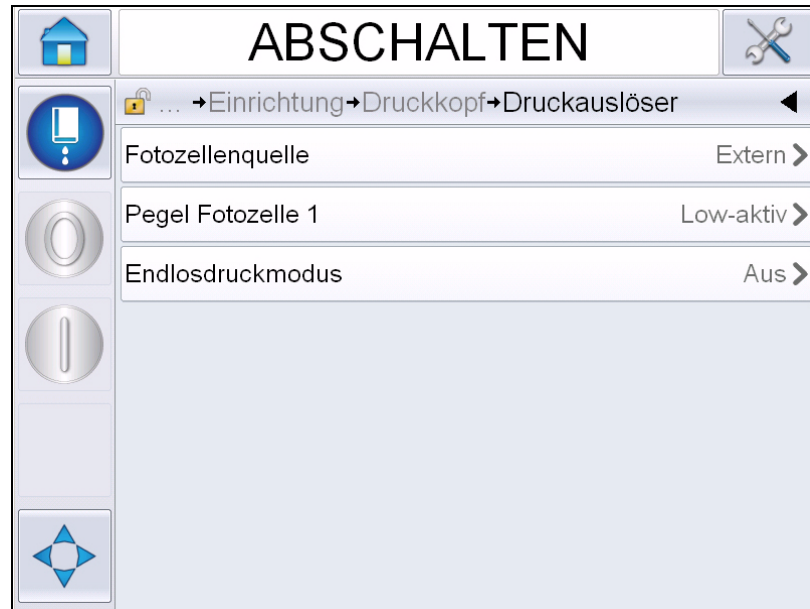 ABSCHALTEN
... →Einrichtung→Druckkopf→Druckauslöser
Fotozellenquelle Extern
Pegel Fotozelle 1 Low-aktiv
Endlosdruckmodus Aus